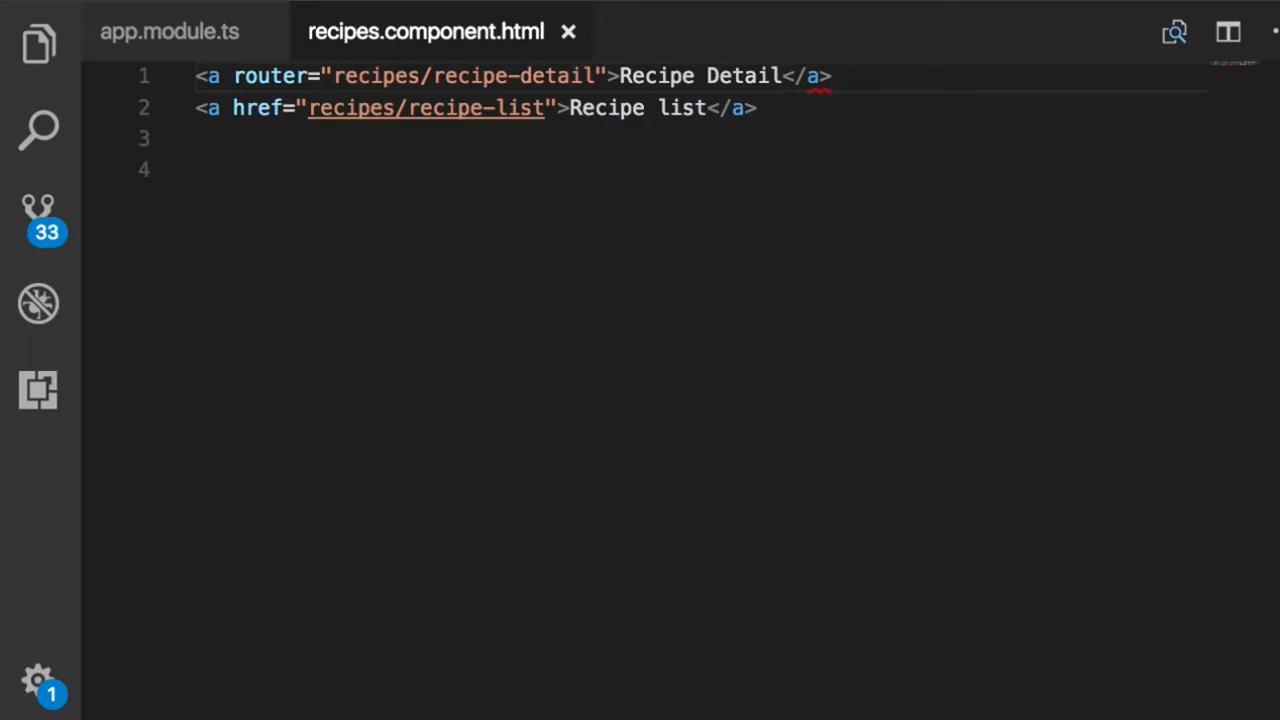 app.module.ts
recipes.component.html
1 <a router="recipes/recipe-detail">Recipe Detail</a>
2 <a href="recipes/recipe-list">Recipe list</a>
3
4
33
1